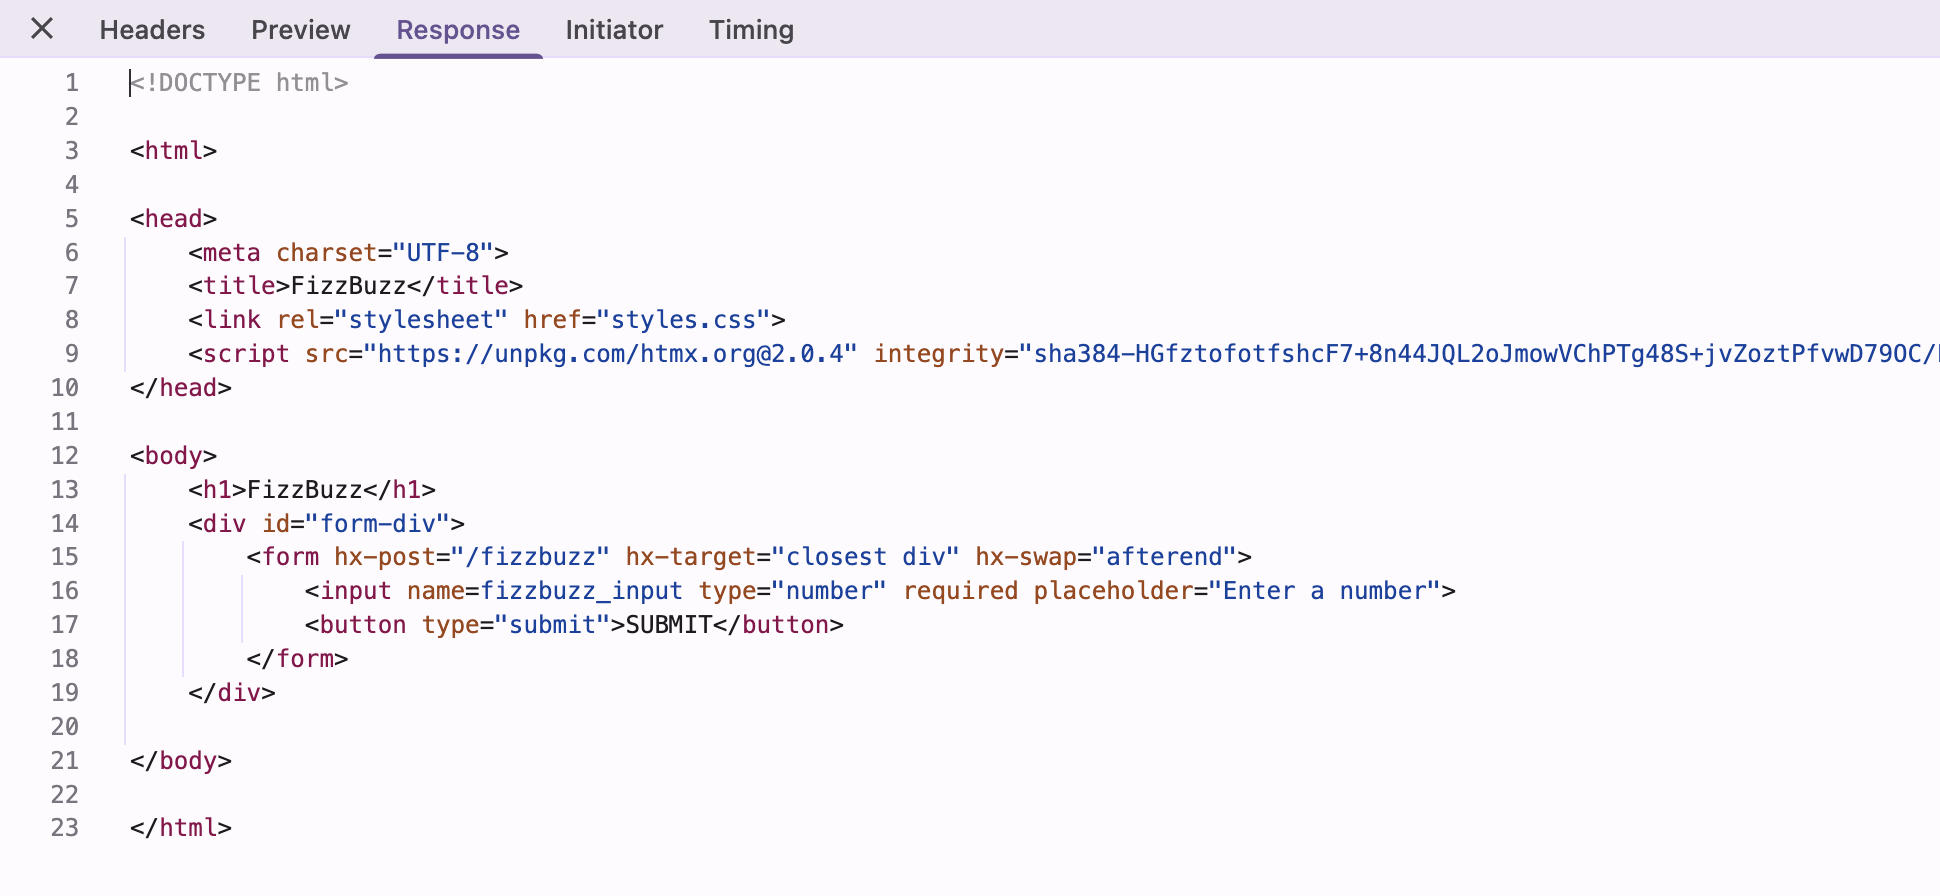 Headers Preview Response Initiator Timing
1 <!DOCTYPE html>
2
3 <html>
4
5 <head>
6     <meta charset="UTF-8">
7     <title>FizzBuzz</title>
8     <link rel="stylesheet" href="styles.css">
9     <script src="https://unpkg.com/htmx.org@2.0.4" integrity="sha384-HGfztofotfshcF7+8n44JQL2oJmowVChPTg48S+jvZoztPfvwD79OC/
10 </head>
11
12 <body>
13     <h1>FizzBuzz</h1>
14     <div id="form-div">
15         <form hx-post="/fizzbuzz" hx-target="closest div" hx-swap="afterend">
16             <input name=fizzbuzz_input type="number" required placeholder="Enter a number">
17             <button type="submit">SUBMIT</button>
18         </form>
19     </div>
20
21 </body>
22
23 </html>